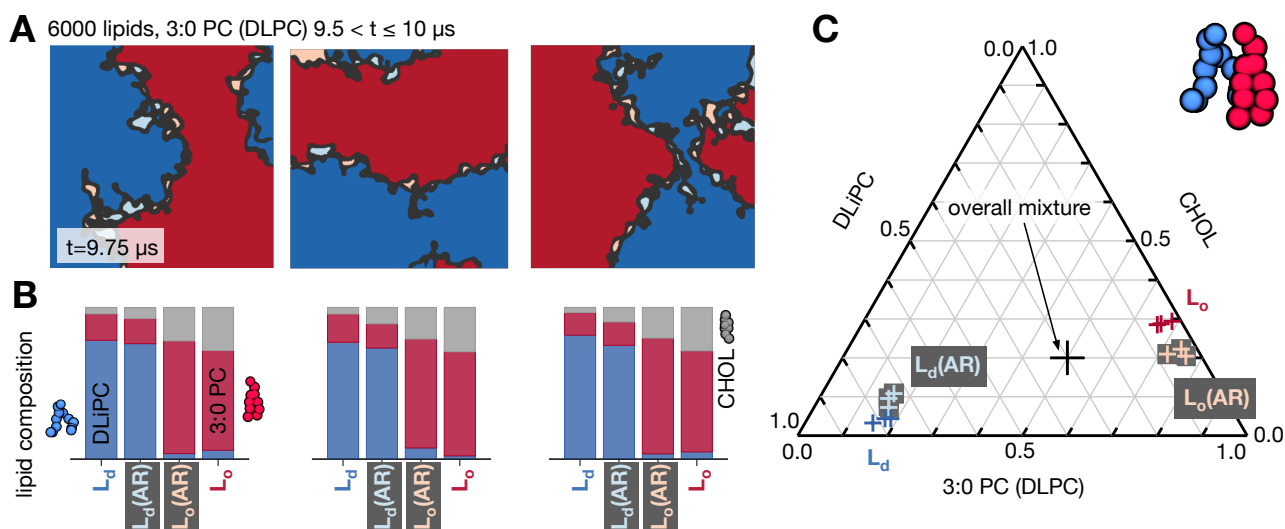 A 6000 lipids, 3:0 PC (DLPC) 9.5 < t ≤ 10 μs
t=9.75 μs
B
lipid composition
DLiPC
3:0 PC
CHOL
Ld Ld(AR) Lo(AR) Lo
Ld Ld(AR) Lo(AR) Lo
Ld Ld(AR) Lo(AR) Lo
C
0.0 1.0
DLiPC
CHOL
overall mixture
0.5 0.5
Lo
Ld(AR)
Lo(AR)
1.0 0.0
Ld
0.0 0.5 1.0
3:0 PC (DLPC)